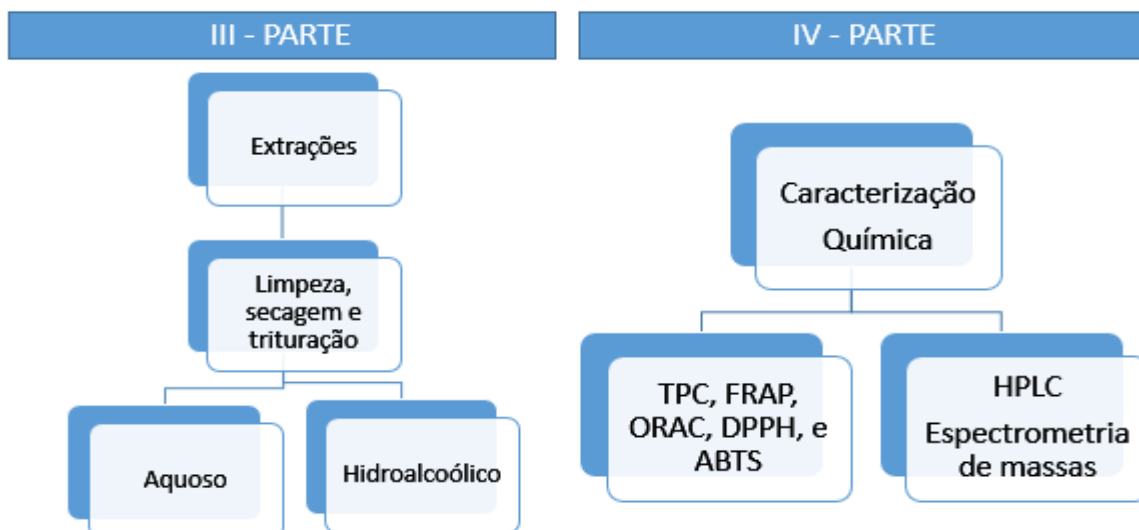 III - PARTE
Extrações
Limpeza,
secagem e
trituração
Aquoso
Hidroalcoólico
IV - PARTE
Caracterização
Química
TPC, FRAP,
ORAC, DPPH, e
ABTS
HPLC
Espectrometria
de massas